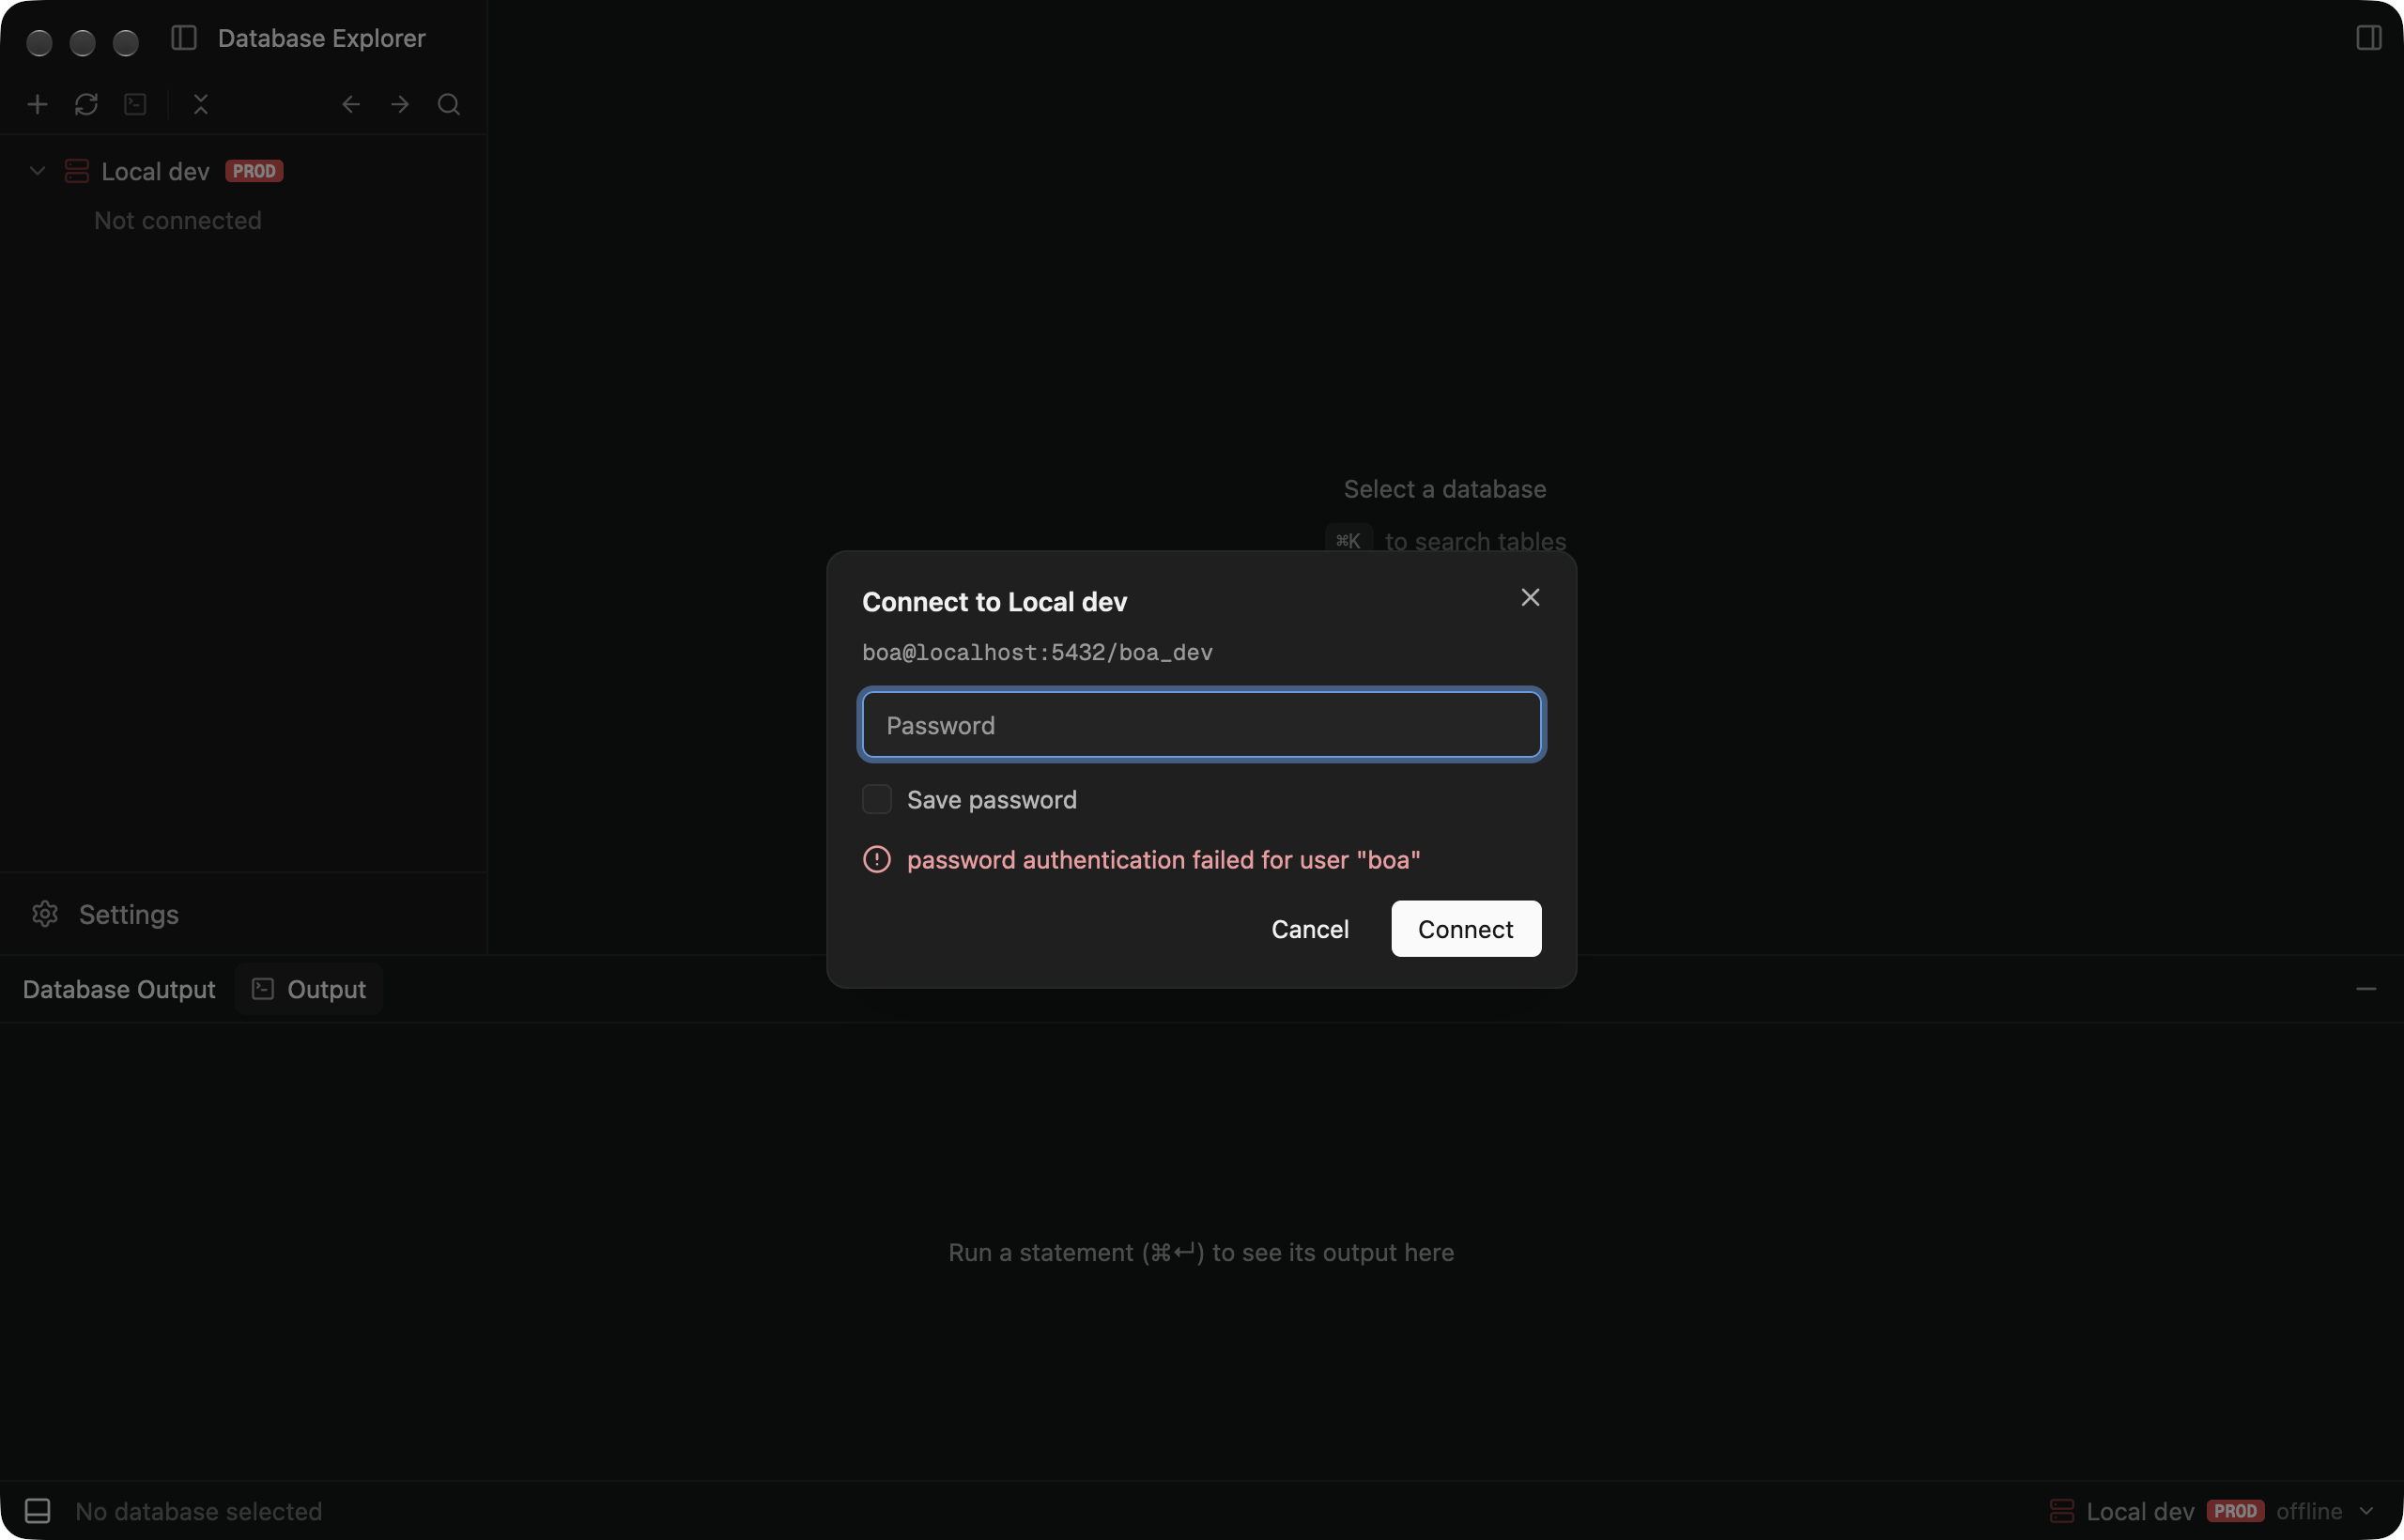 Database Explorer
Local dev PROD
Not connected
Settings
Select a database
⌘K to search tables
Connect to Local dev
boa@localhost:5432/boa_dev
Password
Save password
password authentication failed for user "boa"
Cancel Connect
Database Output Output
Run a statement (⌘↵) to see its output here
No database selected
Local dev PROD offline